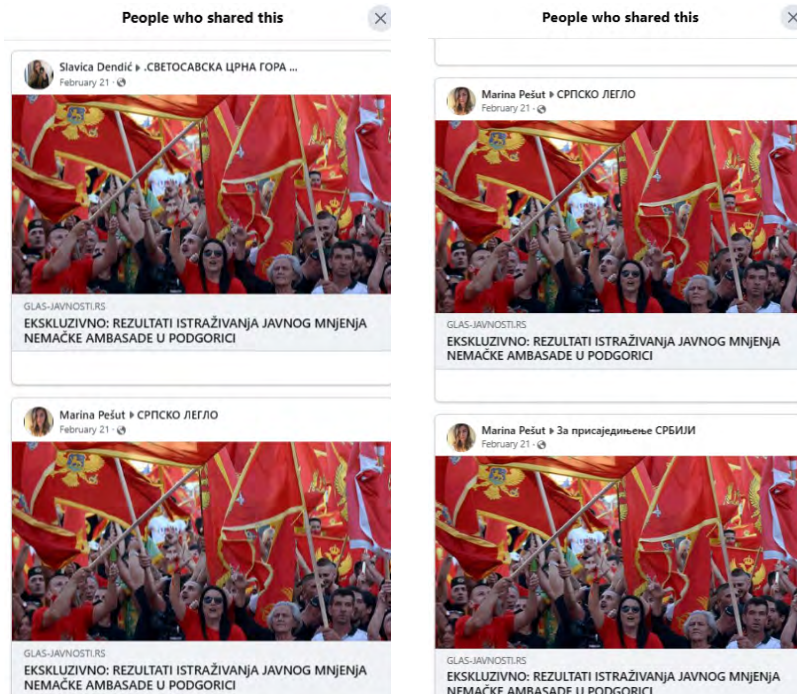 People who shared this
Slavica Dendić ▸ .СВЕТОСАВСКА ЦРНА ГОРА ...
February 21 ·
GLAS-JAVNOSTI.RS
EKSKLUZIVNO: REZULTATI ISTRAŽIVANjA JAVNOG MNjENjA
NEMAČKE AMBASADE U PODGORICI
Marina Pešut ▸ СРПСКО ЛЕГЛО
February 21 ·
GLAS-JAVNOSTI.RS
EKSKLUZIVNO: REZULTATI ISTRAŽIVANjA JAVNOG MNjENjA
NEMAČKE AMBASADE U PODGORICI
People who shared this
Marina Pešut ▸ СРПСКО ЛЕГЛО
February 21 ·
GLAS-JAVNOSTI.RS
EKSKLUZIVNO: REZULTATI ISTRAŽIVANjA JAVNOG MNjENjA
NEMAČKE AMBASADE U PODGORICI
Marina Pešut ▸ За присаједињење СРБИЈИ
February 21 ·
GLAS-JAVNOSTI.RS
EKSKLUZIVNO: REZULTATI ISTRAŽIVANjA JAVNOG MNjENjA
NEMAČKE AMBASADE U PODGORICI